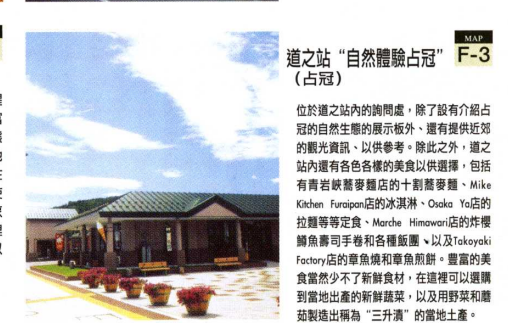 道之站“自然體驗占冠”
（占冠）
MAP
F-3
位於道之站內的詢問處，除了設有介紹占
冠的自然生態的展示板外、還有提供近郊
的觀光資訊、以供參考。除此之外，道之
站內還有各色各樣的美食以供選擇，包括
有青岩峽蕎麥麵店的十割蕎麥麵、Mike
Kitchen Furaipan店的冰淇淋、Osaka Ya店的
拉麵等等定食、Marche Himawari店的炸櫻
鱒魚壽司手卷和各種飯團、以及Takoyaki
Factory店的章魚燒和章魚煎餅。豐富的美
食當然少不了新鮮食材，在這裡可以選購
到當地出產的新鮮蔬菜，以及用野菜和蘑
菇製造出稱為“三升漬”的當地土產。